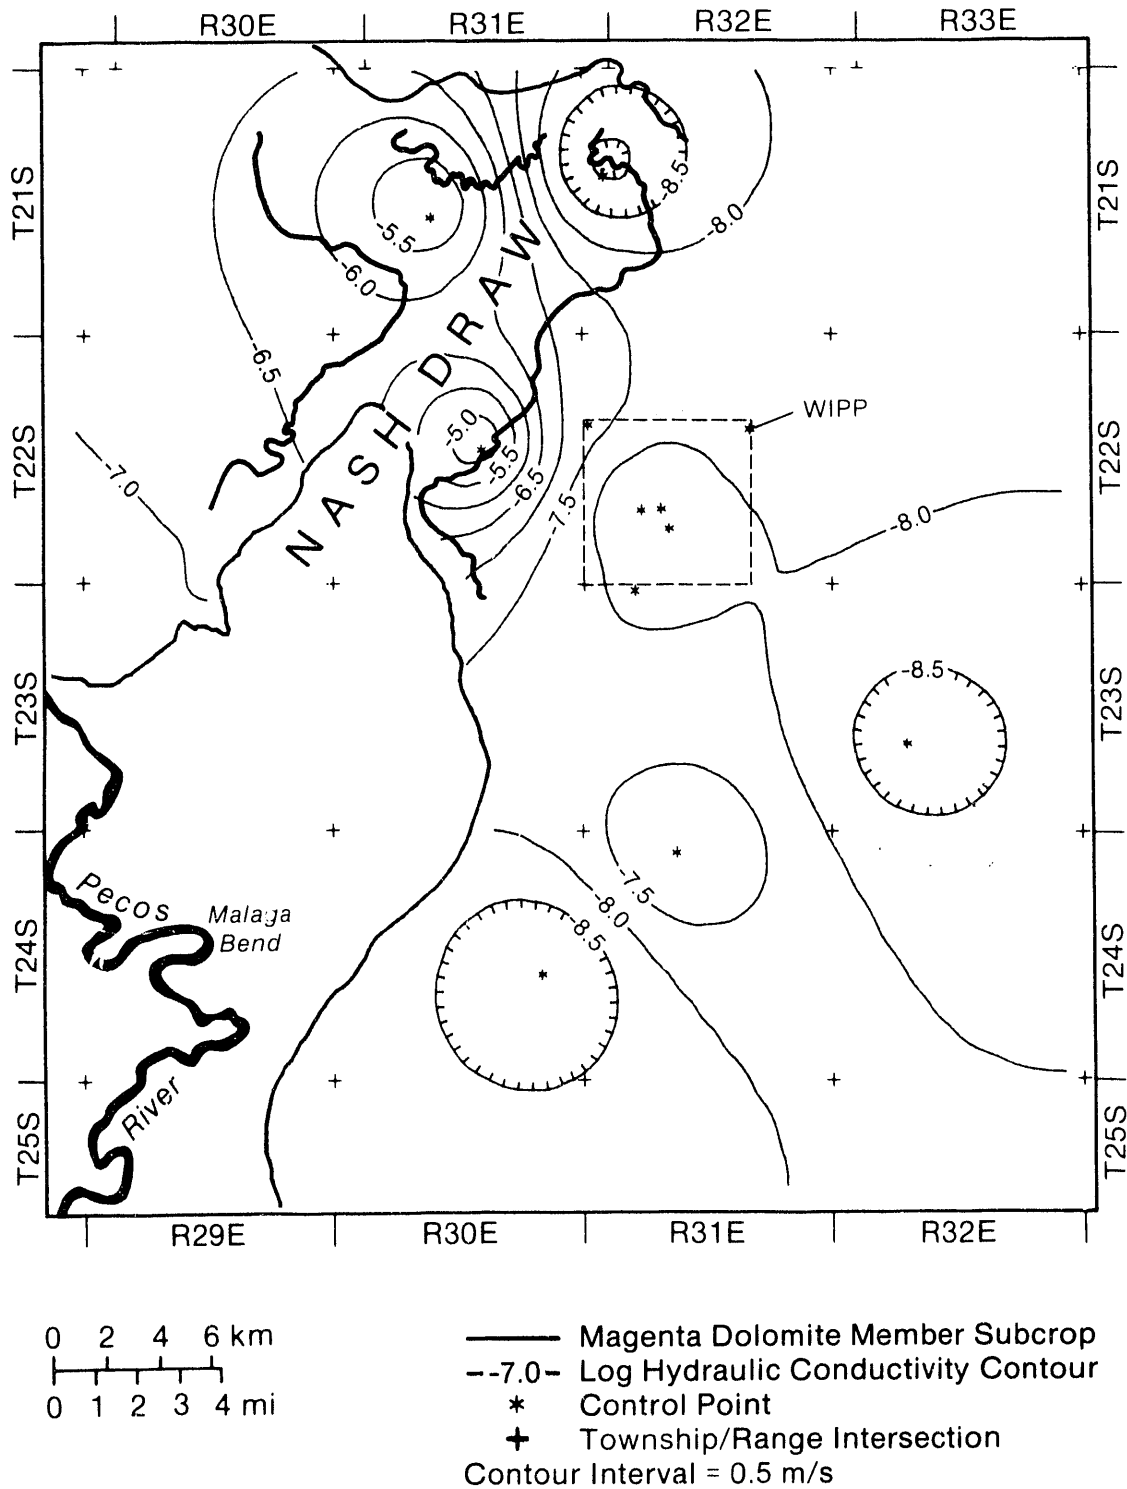 R30E R31E R32E R33E
T21S
T21S
-8.5
-8.0
-5.5
-6.0
NASH DRAW
-6.5
WIPP
-5.0
T22S
T22S
-5.5
-7.0
-6.5
-7.5
-8.0
-8.5
T23S
T23S
-7.5
Pecos
-8.0
Malaga
Bend
-8.5
T24S
T24S
River
T25S
T25S
R29E R30E R31E R32E
0 2 4 6 km
0 1 2 3 4 mi
Magenta Dolomite Member Subcrop
--7.0- Log Hydraulic Conductivity Contour
* Control Point
+ Township/Range Intersection
Contour Interval = 0.5 m/s